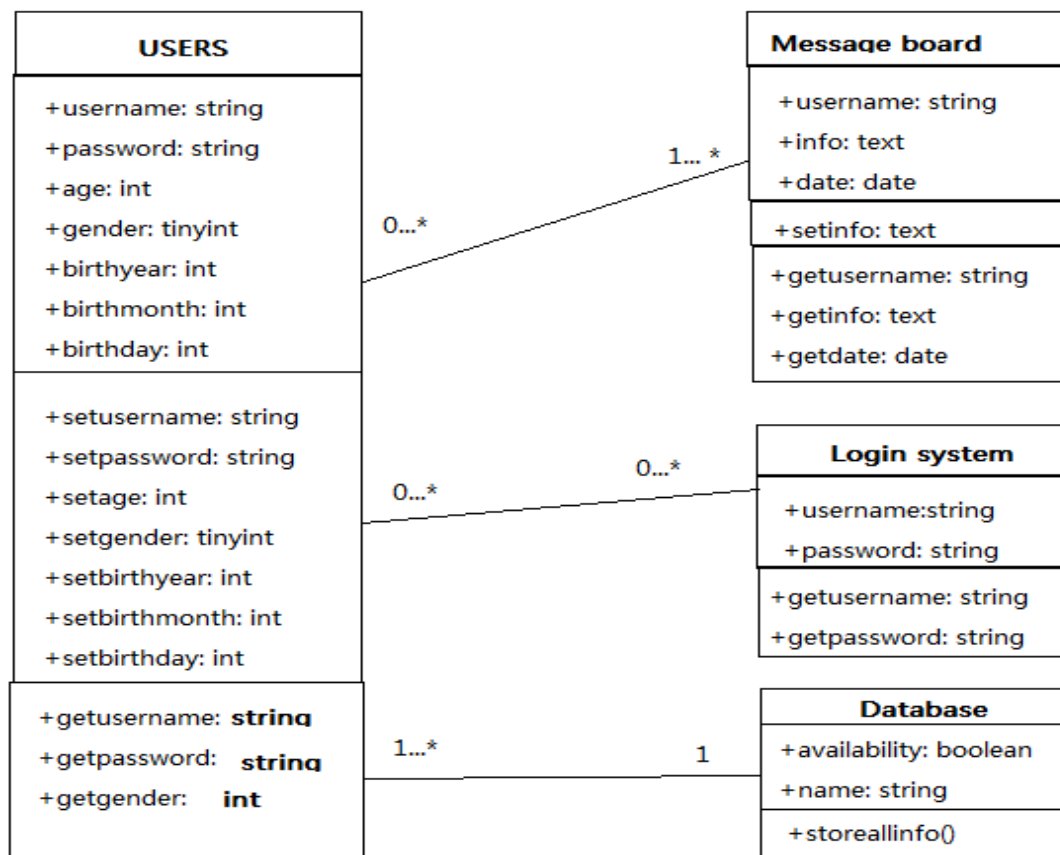 USERS
+username: string
+password: string
+age: int
+gender: tinyint
+birthyear: int
+birthmonth: int
+birthday: int
+setusername: string
+setpassword: string
+setage: int
+setgender: tinyint
+setbirthyear: int
+setbirthmonth: int
+setbirthday: int
+getusername: string
+getpassword: string
+getgender: int
0...*
1... *
0...*
0...*
1...*
1
Message board
+username: string
+info: text
+date: date
+setinfo: text
+getusername: string
+getinfo: text
+getdate: date
Login system
+username:string
+password: string
+getusername: string
+getpassword: string
Database
+availability: boolean
+name: string
+storeallinfo()